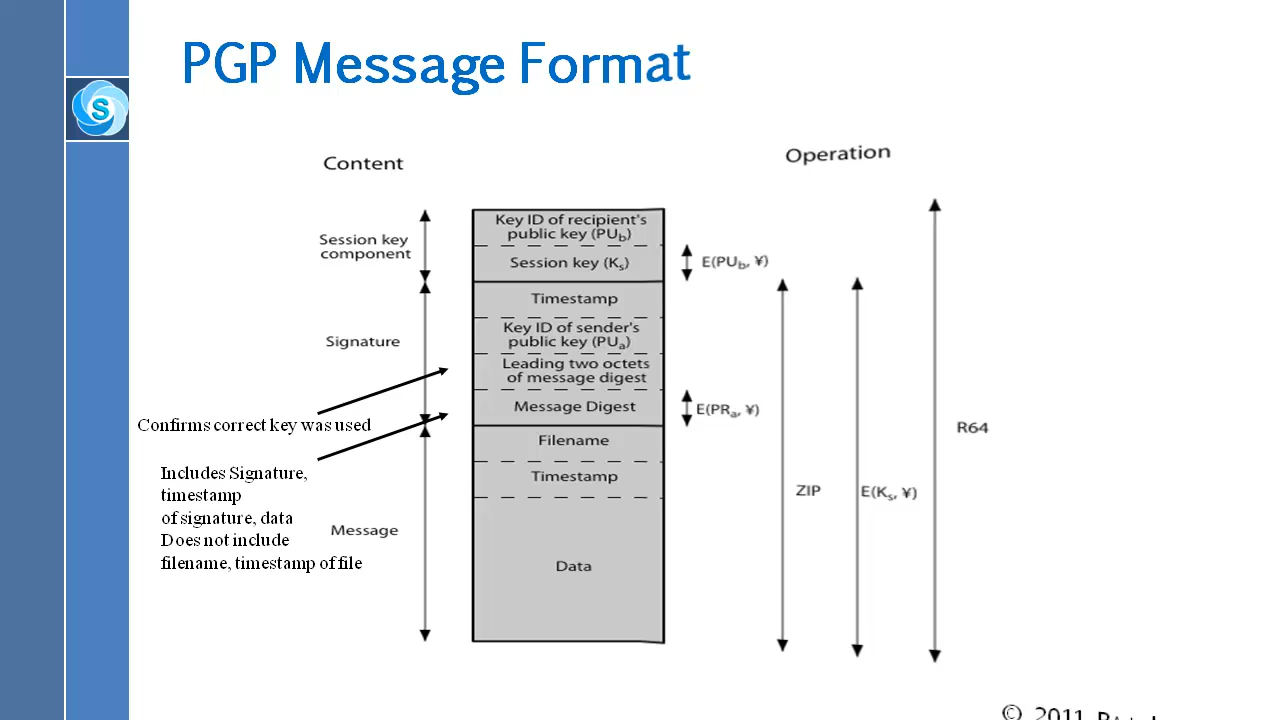 PGP Message Format
Content
Operation
Session key
component
Key ID of recipient's
public key (PUb)
Session key (Ks)
E(PUb, ¥)
Timestamp
Signature
Key ID of sender's
public key (PUa)
Leading two octets
of message digest
Message Digest
E(PRa, ¥)
Confirms correct key was used
Filename
R64
Includes Signature,
timestamp
of signature, data
Does not include
filename, timestamp of file
Timestamp
ZIP
E(Ks, ¥)
Message
Data
S
© 2011